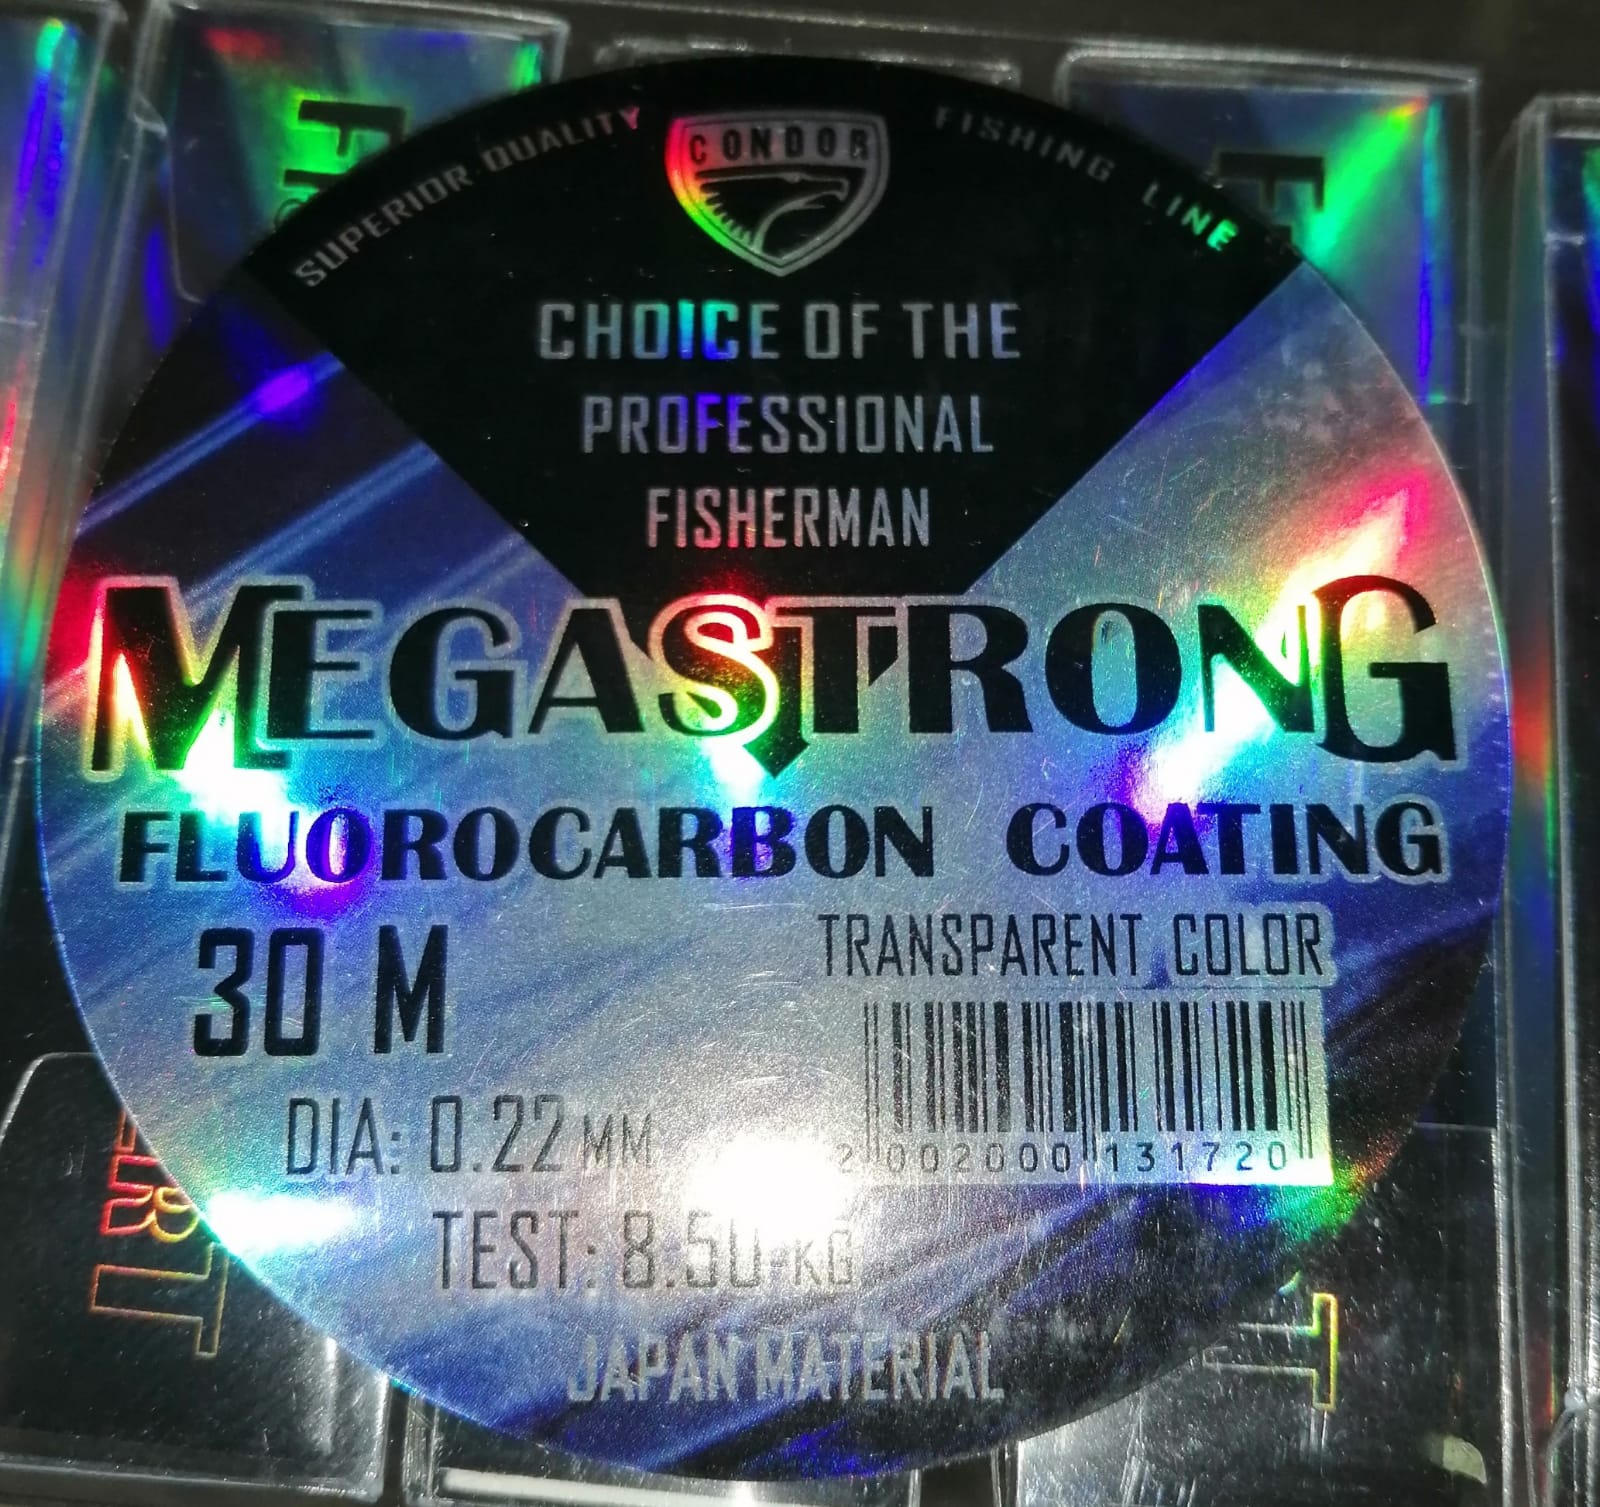 SUPERIOR QUALITY
CONDOR
FISHING LINE
CHOICE OF THE
PROFESSIONAL
FISHERMAN
MEGASTRONG
FLUOROCARBON COATING
30 M
TRANSPARENT COLOR
DIA: 0.22 MM
2 002000 131720
TEST: 8.50 KG
JAPAN MATERIAL